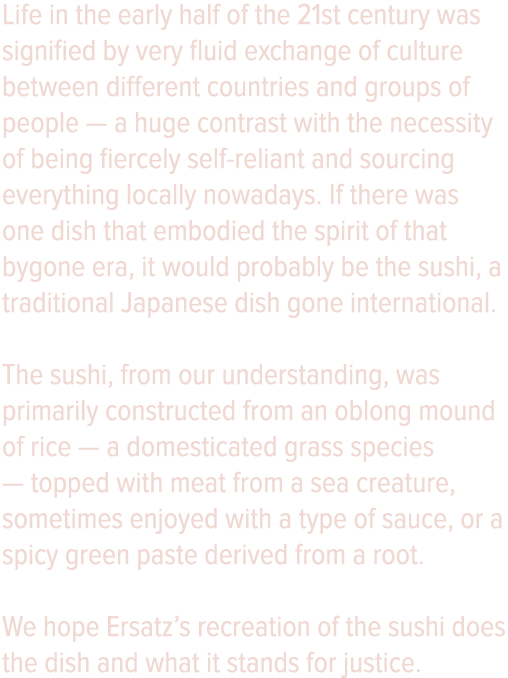 Life in the early half of the 21st century was
signified by very fluid exchange of culture
between different countries and groups of
people — a huge contrast with the necessity
of being fiercely self-reliant and sourcing
everything locally nowadays. If there was
one dish that embodied the spirit of that
bygone era, it would probably be the sushi, a
traditional Japanese dish gone international.
The sushi, from our understanding, was
primarily constructed from an oblong mound
of rice — a domesticated grass species
— topped with meat from a sea creature,
sometimes enjoyed with a type of sauce, or a
spicy green paste derived from a root.
We hope Ersatz’s recreation of the sushi does
the dish and what it stands for justice.